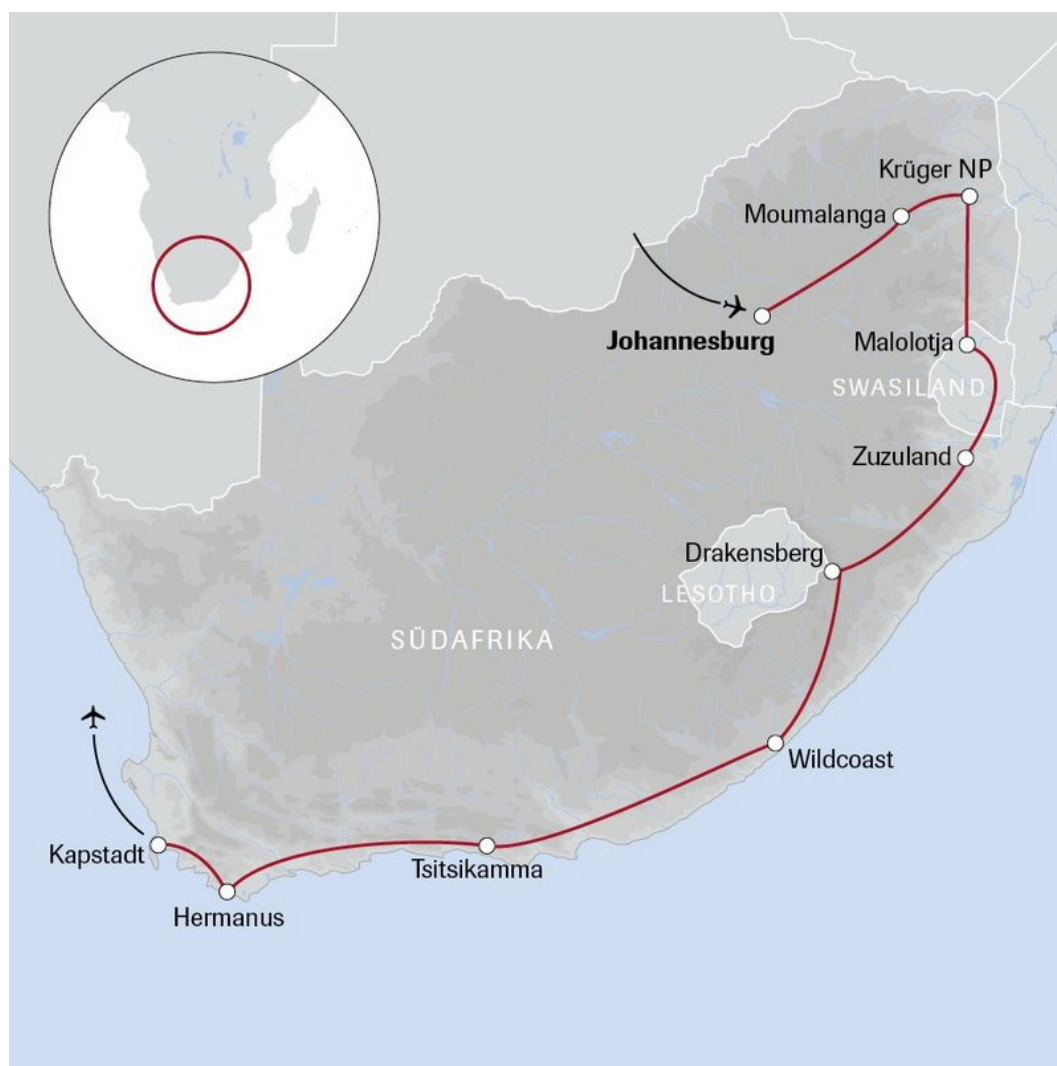 Krüger NP
Moumalanga
Johannesburg
Malolotja
SWASILAND
Zuzuland
Drakensberg
LESOTHO
SÜDAFRIKA
Wildcoast
Kapstadt
Tsitsikamma
Hermanus